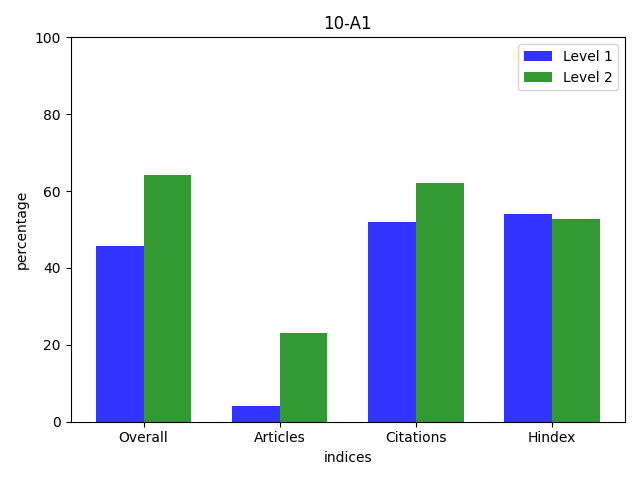 10-A1
Level 1
Level 2
percentage
100
80
60
40
20
0
Overall Articles Citations Hindex
indices